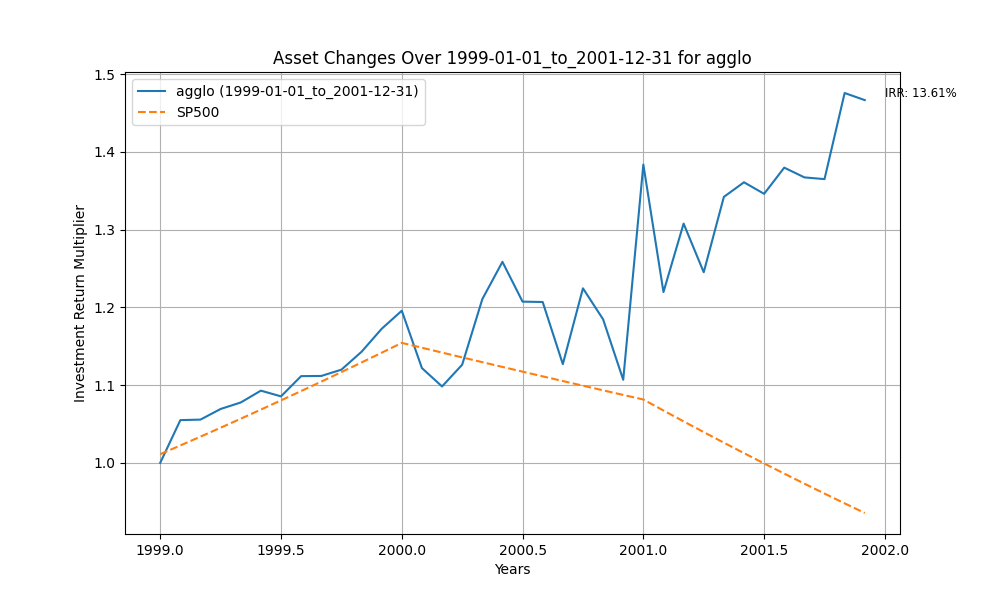 Asset Changes Over 1999-01-01_to_2001-12-31 for agglo
agglo (1999-01-01_to_2001-12-31)
SP500
IRR: 13.61%
Investment Return Multiplier
1.5
1.4
1.3
1.2
1.1
1.0
1999.0
1999.5
2000.0
2000.5
2001.0
2001.5
2002.0
Years